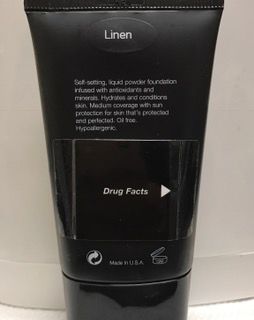 Linen
Self-setting, liquid powder foundation
infused with antioxidants and
minerals. Hydrates and conditions
skin. Medium coverage with sun
protection for skin that's protected
and perfected. Oil free.
Hypoallergenic.
Drug Facts
Made in U.S.A.